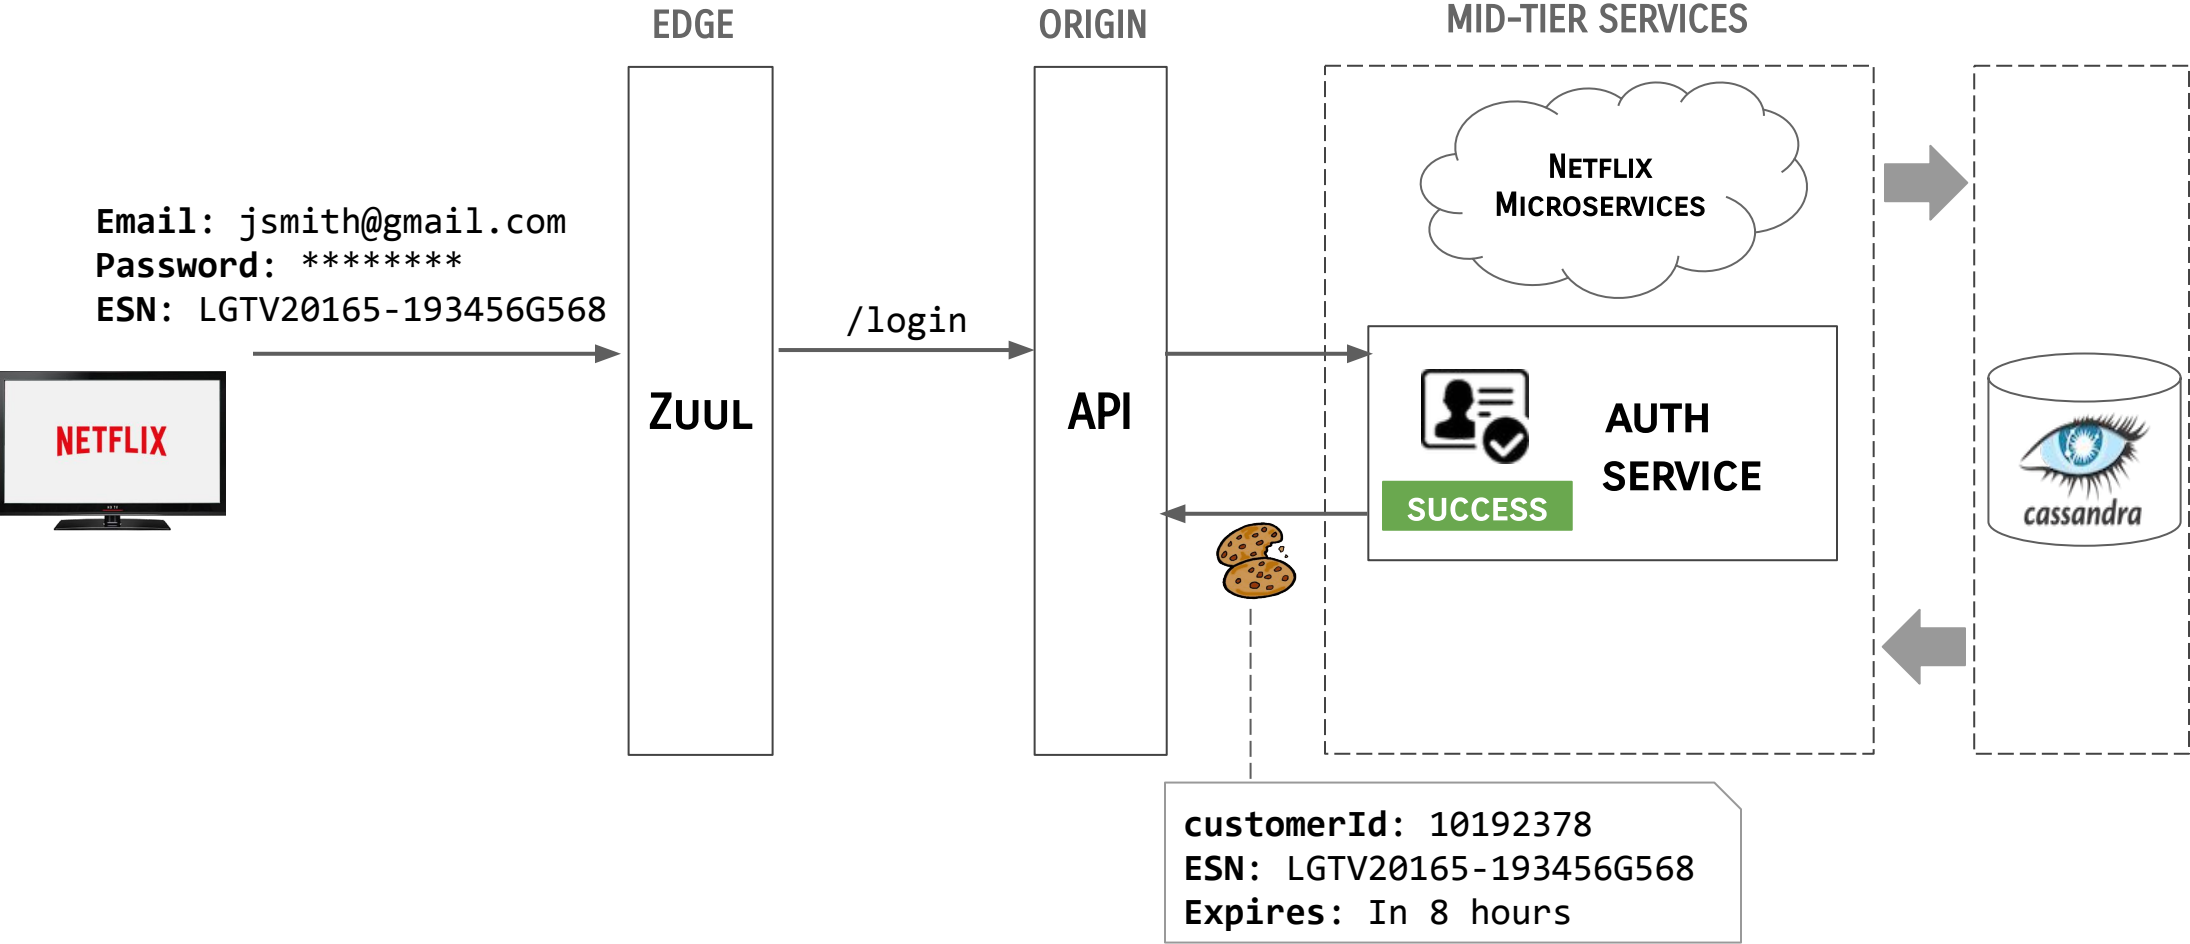 EDGE
ORIGIN
MID-TIER SERVICES
Email: jsmith@gmail.com
Password: ********
ESN: LGTV20165-193456G568
/login
NETFLIX
MICROSERVICES
NETFLIX
ZUUL
API
AUTH
SERVICE
SUCCESS
cassandra
customerId: 10192378
ESN: LGTV20165-193456G568
Expires: In 8 hours